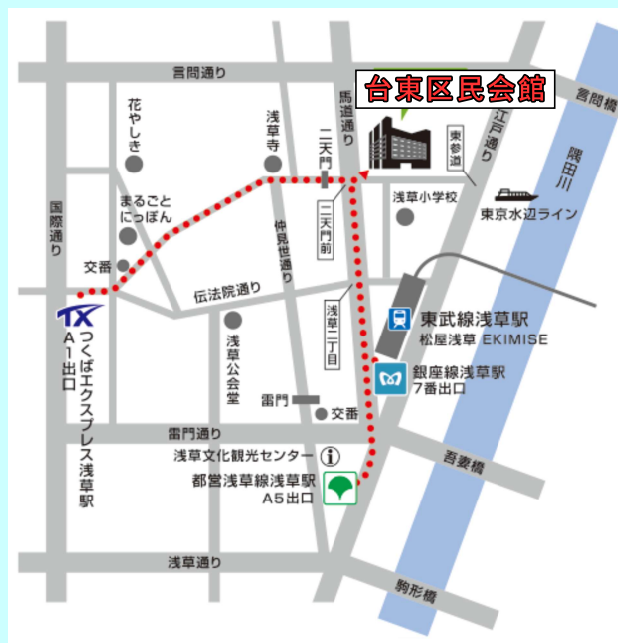 言問通り
台東区民会館
馬道通り
江戸通り
言問橋
花やしき
浅草寺
二天門
東参道
隅田川
国際通り
まるごと
にっぽん
浅草小学校
東京水辺ライン
二天門前
仲見世通り
交番
伝法院通り
浅草二丁目
TX
つくばエクスプレス浅草駅
A1出口
浅草公会堂
東武線浅草駅
松屋浅草 EKIMISE
銀座線浅草駅
7番出口
雷門
交番
雷門通り
浅草文化観光センター
吾妻橋
都営浅草線浅草駅
A5出口
浅草通り
駒形橋